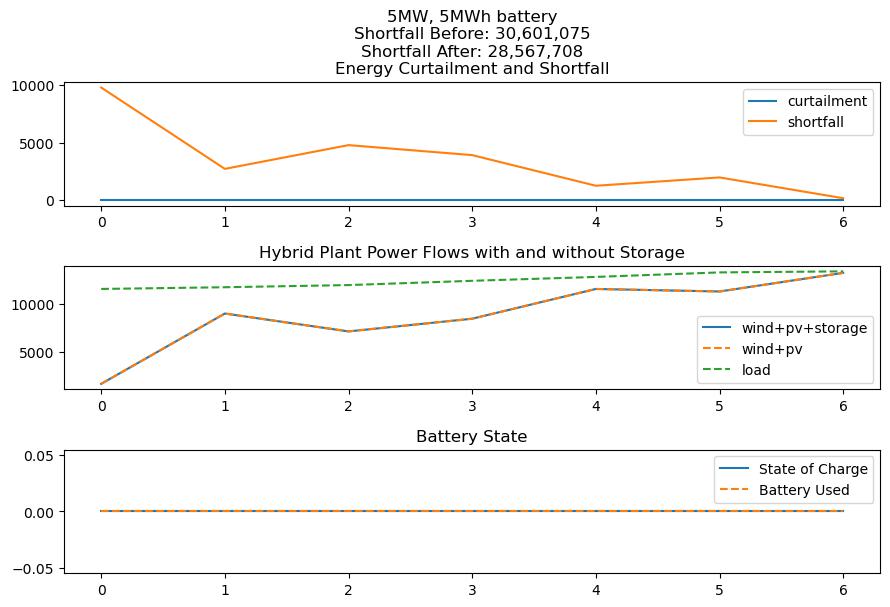 5MW, 5MWh battery
Shortfall Before: 30,601,075
Shortfall After: 28,567,708
Energy Curtailment and Shortfall
10000
5000
0
curtailment
shortfall
0 1 2 3 4 5 6
Hybrid Plant Power Flows with and without Storage
10000
5000
wind+pv+storage
wind+pv
load
0 1 2 3 4 5 6
Battery State
0.05
0.00
−0.05
State of Charge
Battery Used
0 1 2 3 4 5 6